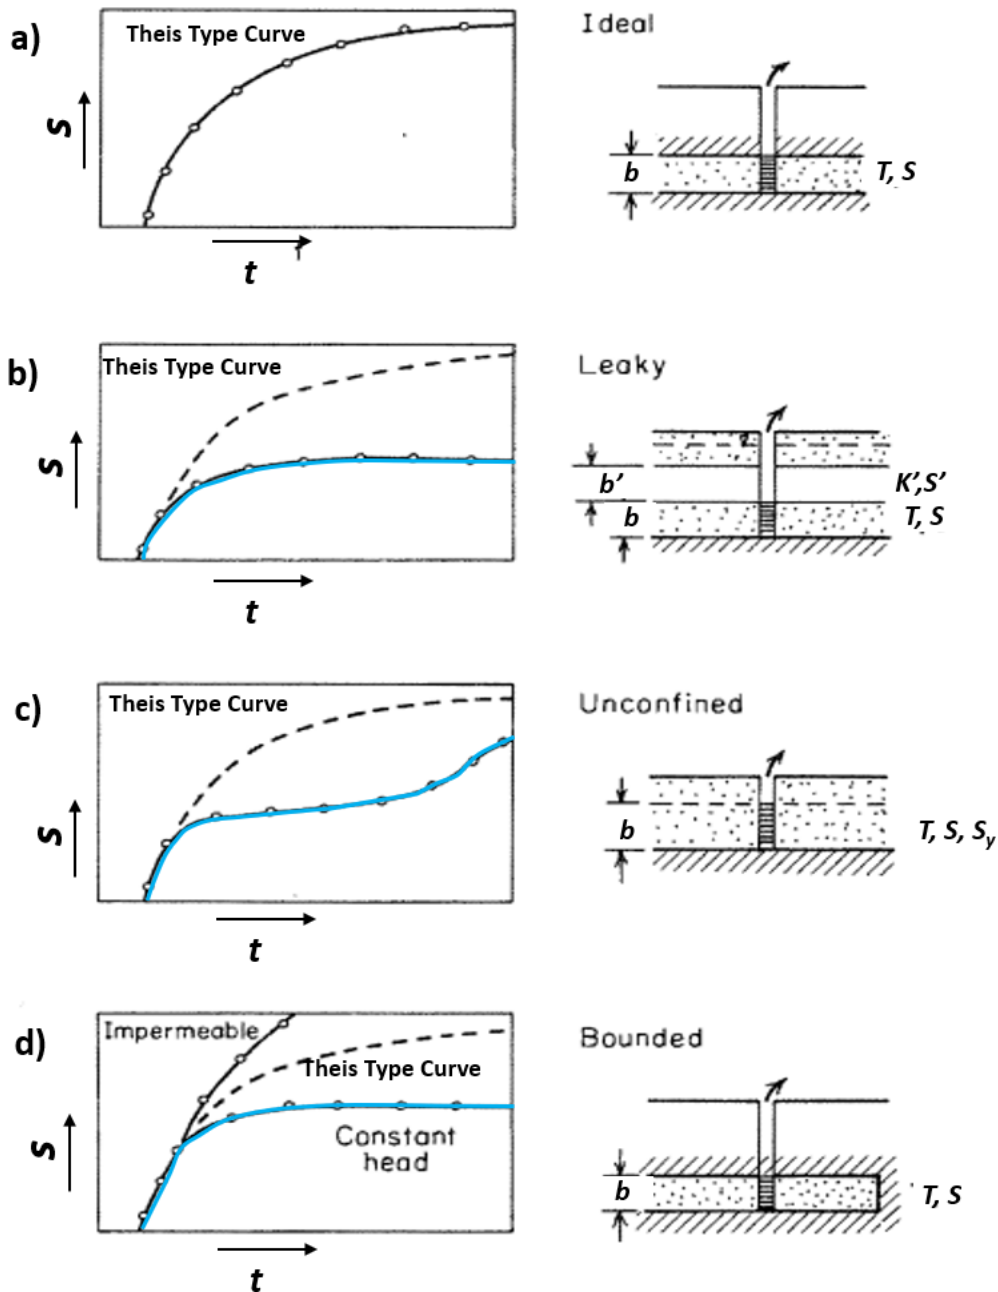 a)
Theis Type Curve
s
t
Ideal
b
T, S
b)
Theis Type Curve
s
t
Leaky
b'
b
K',S'
T, S
c)
Theis Type Curve
s
t
Unconfined
b
T, S, Sy
d)
Impermeable
Theis Type Curve
Constant
head
s
t
Bounded
b
T, S